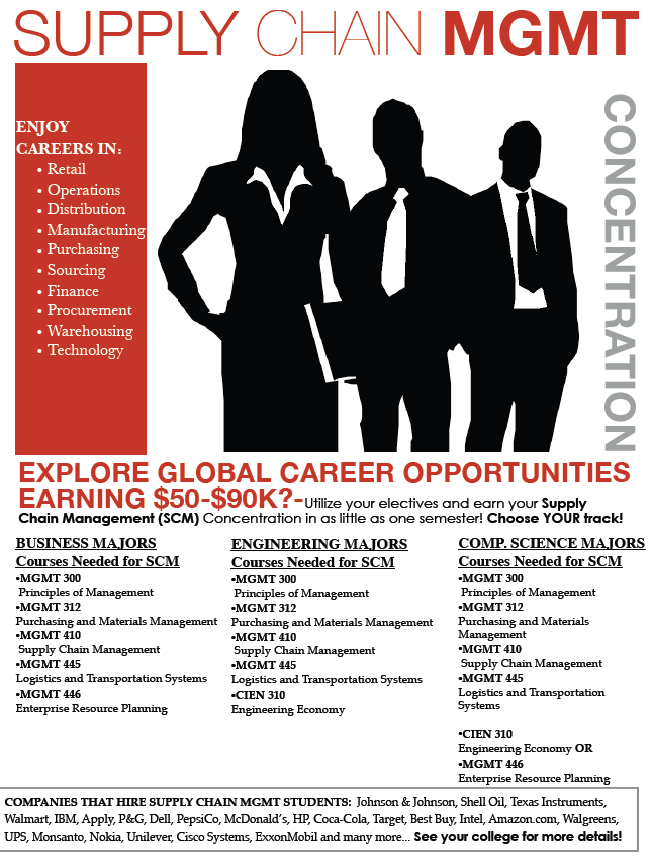 SUPPLY CHAIN MGMT
CONCENTRATION
ENJOY
CAREERS IN:
• Retail
• Operations
• Distribution
• Manufacturing
• Purchasing
• Sourcing
• Finance
• Procurement
• Warehousing
• Technology
EXPLORE GLOBAL CAREER OPPORTUNITIES
EARNING $50-$90K?-Utilize your electives and earn your Supply
Chain Management (SCM) Concentration in as little as one semester! Choose YOUR track!
BUSINESS MAJORS
Courses Needed for SCM
•MGMT 300
Principles of Management
•MGMT 312
Purchasing and Materials Management
•MGMT 410
Supply Chain Management
•MGMT 445
Logistics and Transportation Systems
•MGMT 446
Enterprise Resource Planning
ENGINEERING MAJORS
Courses Needed for SCM
•MGMT 300
Principles of Management
•MGMT 312
Purchasing and Materials Management
•MGMT 410
Supply Chain Management
•MGMT 445
Logistics and Transportation Systems
•CIEN 310
Engineering Economy
COMP. SCIENCE MAJORS
Courses Needed for SCM
•MGMT 300
Principles of Management
•MGMT 312
Purchasing and Materials
Management
•MGMT 410
Supply Chain Management
•MGMT 445
Logistics and Transportation
Systems
•CIEN 310
Engineering Economy OR
•MGMT 446
Enterprise Resource Planning
COMPANIES THAT HIRE SUPPLY CHAIN MGMT STUDENTS: Johnson & Johnson, Shell Oil, Texas Instruments,
Walmart, IBM, Apply, P&G, Dell, PepsiCo, McDonald's, HP, Coca-Cola, Target, Best Buy, Intel, Amazon.com, Walgreens,
UPS, Monsanto, Nokia, Unilever, Cisco Systems, ExxonMobil and many more... See your college for more details!